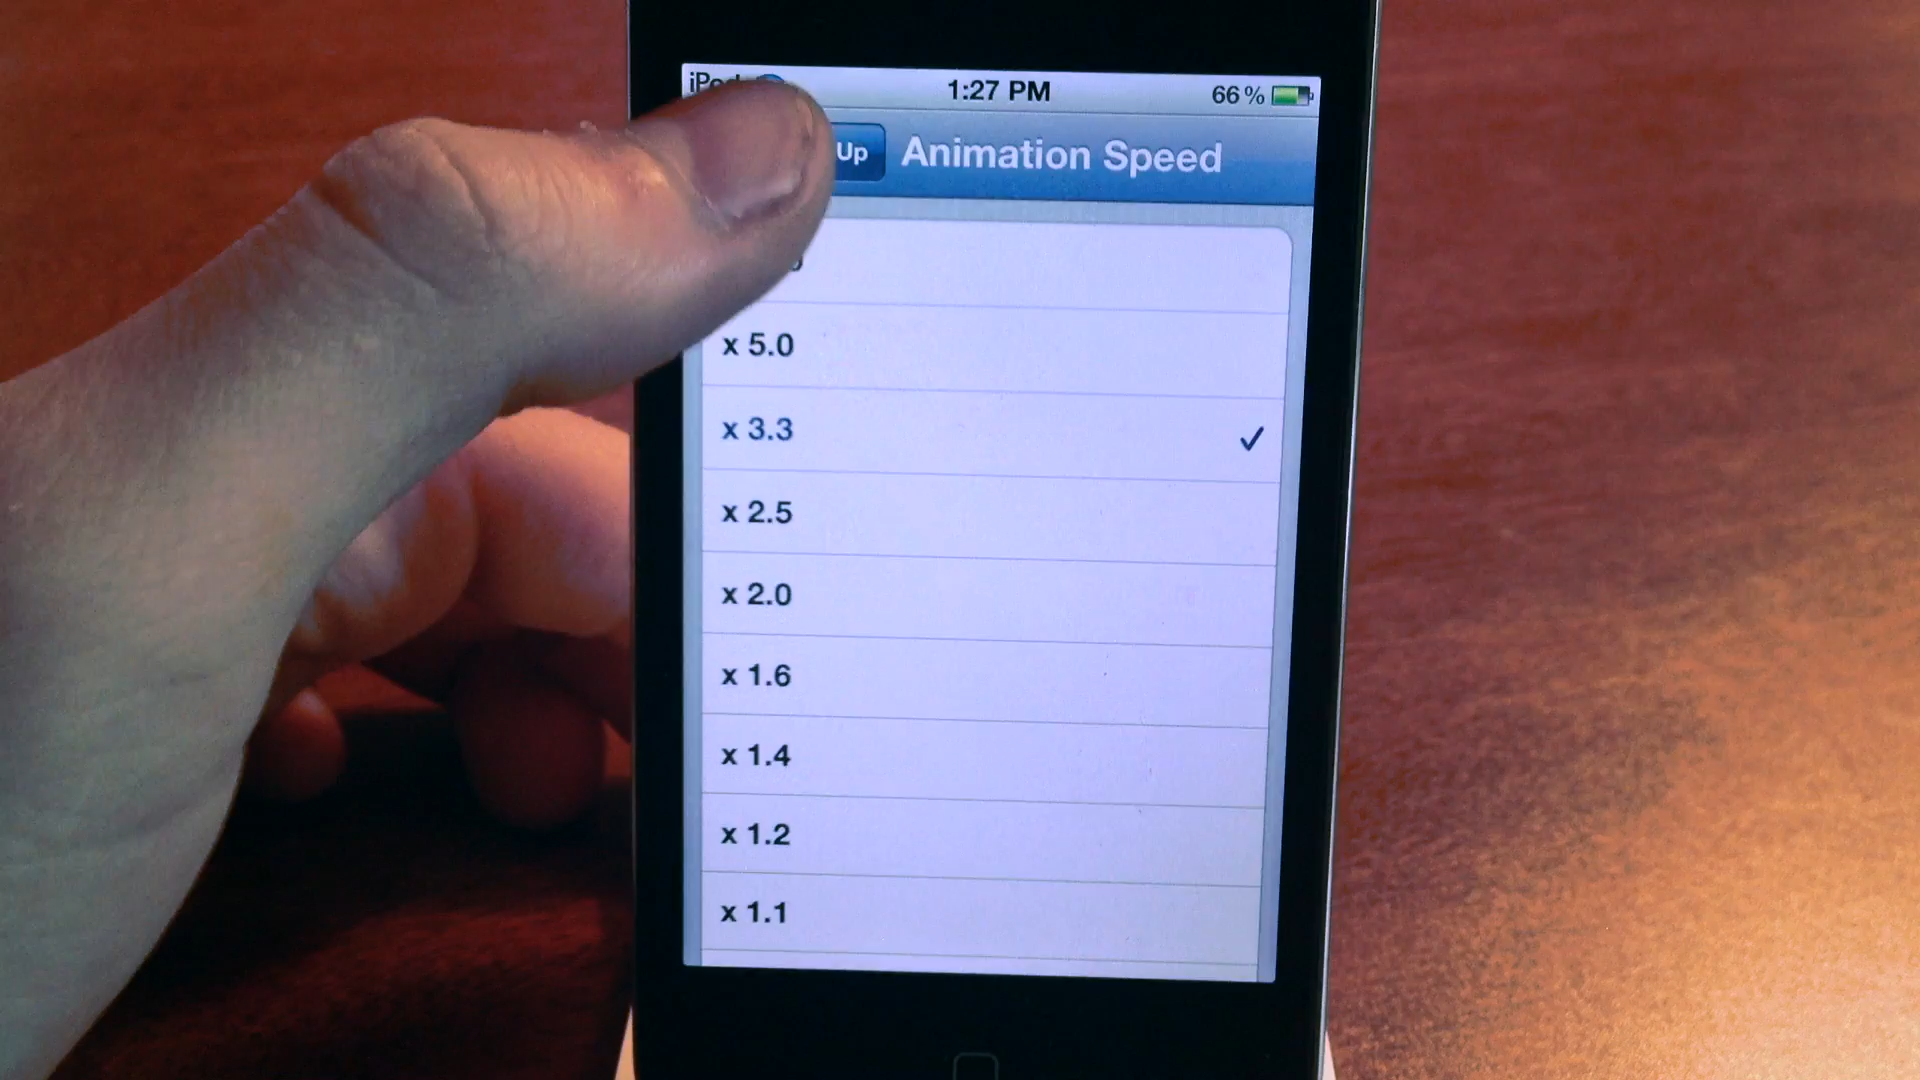 iPod 1:27 PM 66%
Up Animation Speed
x 5.0
x 3.3
x 2.5
x 2.0
x 1.6
x 1.4
x 1.2
x 1.1